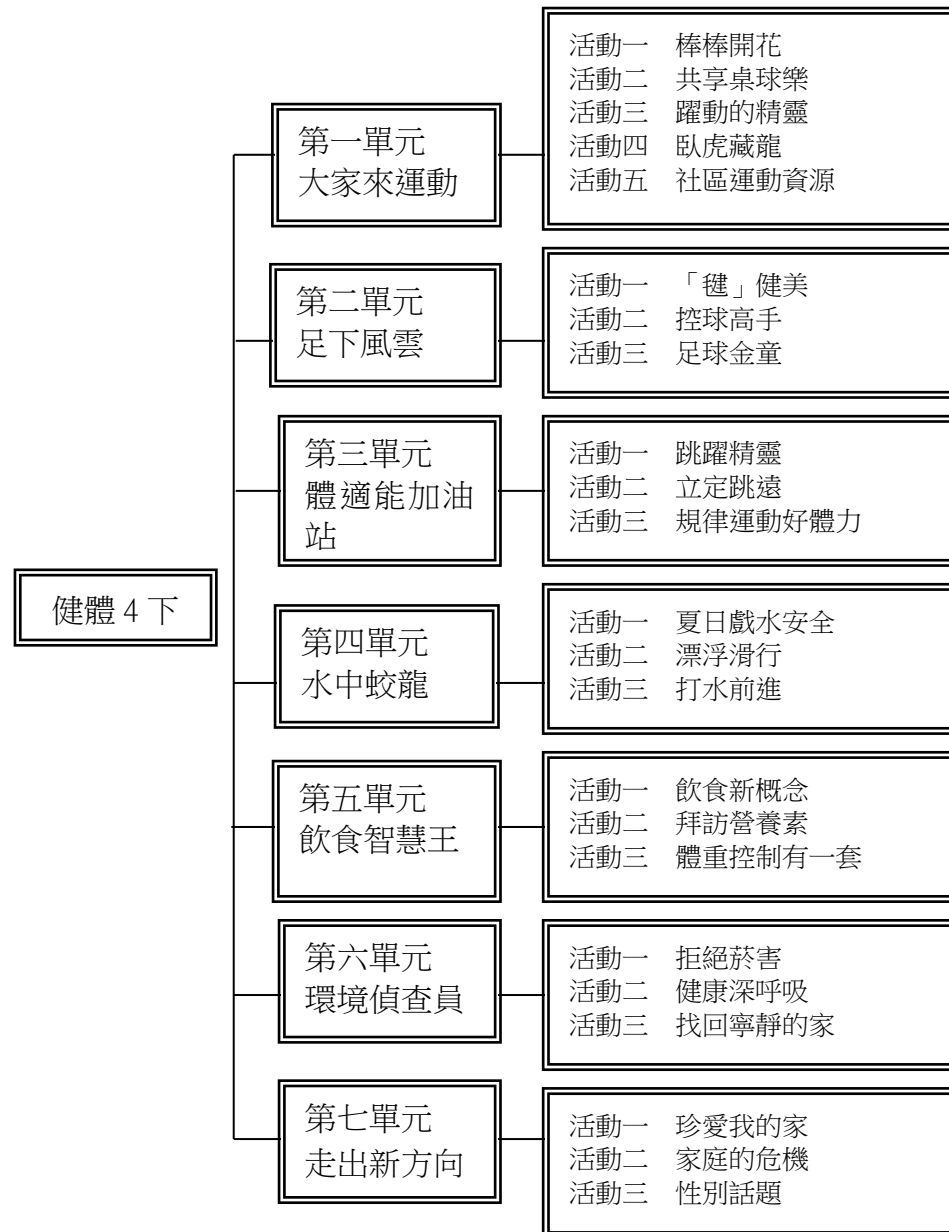 活動一　棒棒開花
活動二　共享桌球樂
活動三　躍動的精靈
活動四　臥虎藏龍
活動五　社區運動資源
第一單元
大家來運動
活動一　「毽」健美
活動二　控球高手
活動三　足球金童
第二單元
足下風雲
活動一　跳躍精靈
活動二　立定跳遠
活動三　規律運動好體力
第三單元
體適能加油
站
健體 4 下
活動一　夏日戲水安全
活動二　漂浮滑行
活動三　打水前進
第四單元
水中蛟龍
活動一　飲食新概念
活動二　拜訪營養素
活動三　體重控制有一套
第五單元
飲食智慧王
活動一　拒絕菸害
活動二　健康深呼吸
活動三　找回寧靜的家
第六單元
環境偵查員
活動一　珍愛我的家
活動二　家庭的危機
活動三　性別話題
第七單元
走出新方向